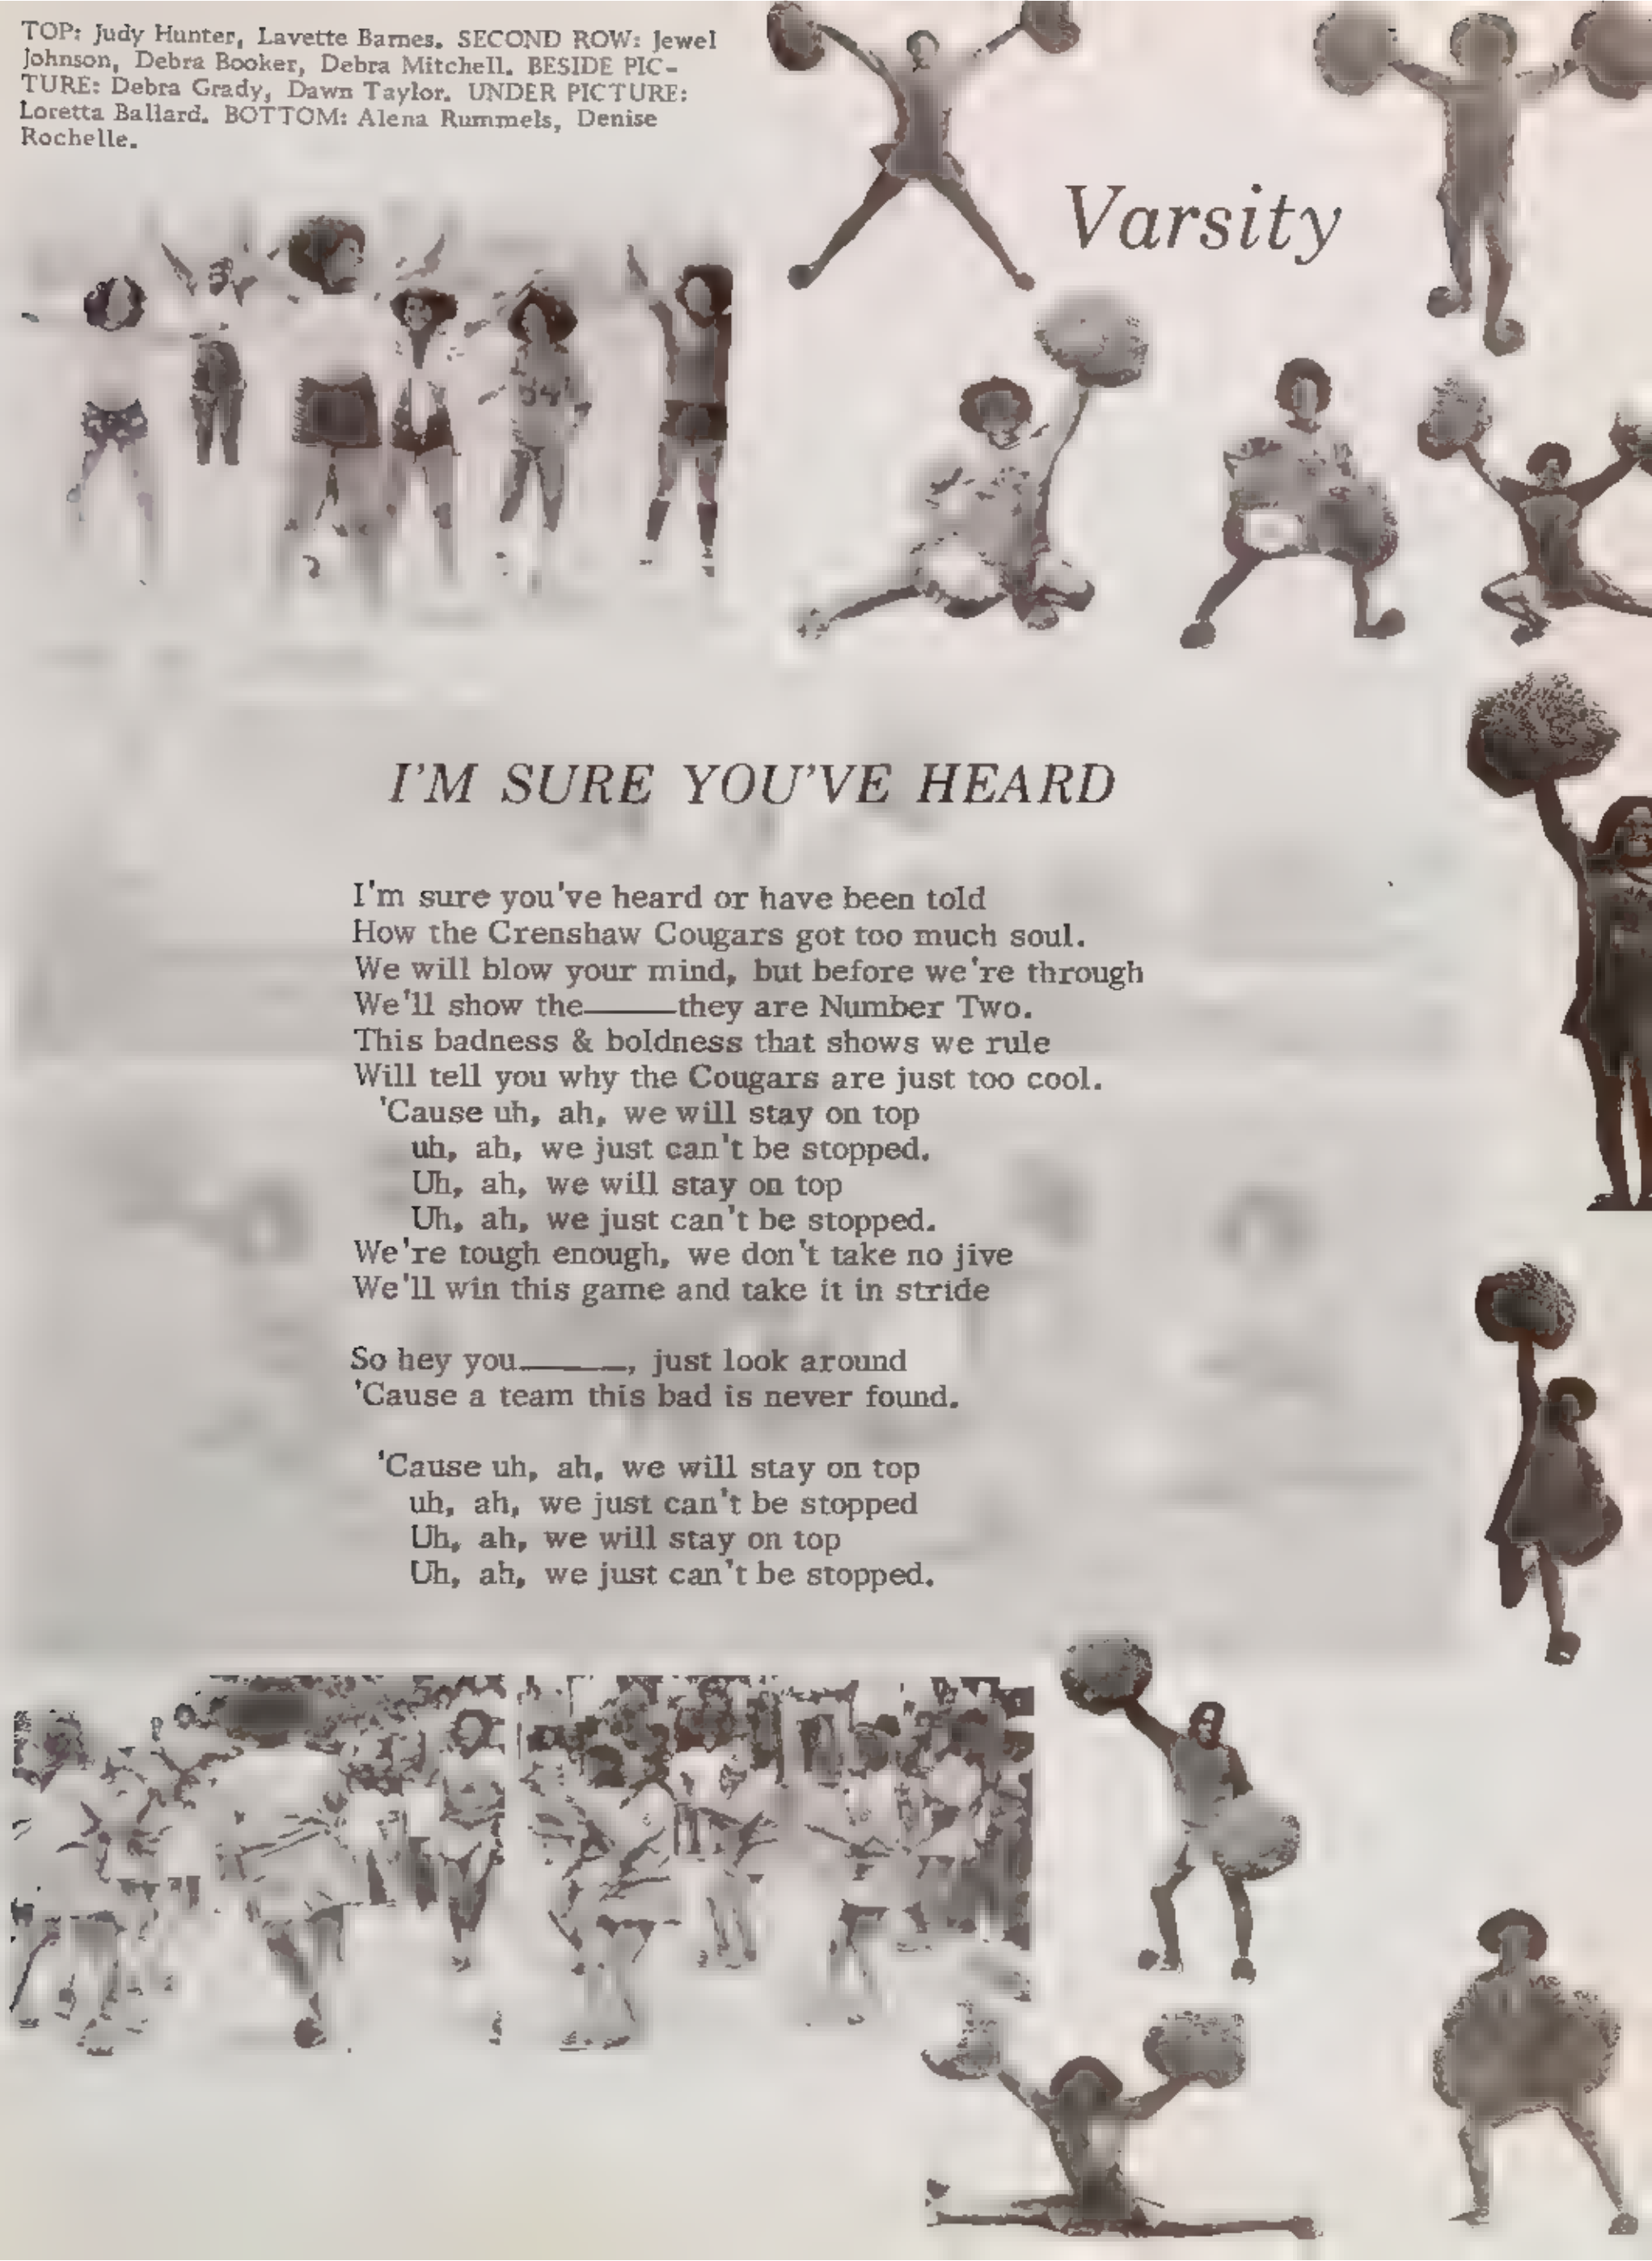 TOP: Judy Hunter, Lavette Barnes. SECOND ROW: Jewel
Johnson, Debra Booker, Debra Mitchell. BESIDE PIC-
TURE: Debra Grady, Dawn Taylor. UNDER PICTURE:
Loretta Ballard. BOTTOM: Alena Rummels, Denise
Rochelle.
Varsity
I'M SURE YOU'VE HEARD
I'm sure you've heard or have been told
How the Crenshaw Cougars got too much soul.
We will blow your mind, but before we're through
We'll show the____they are Number Two.
This badness & boldness that shows we rule
Will tell you why the Cougars are just too cool.
'Cause uh, ah, we will stay on top
uh, ah, we just can't be stopped.
Uh, ah, we will stay on top
Uh, ah, we just can't be stopped.
We're tough enough, we don't take no jive
We'll win this game and take it in stride
So hey you_____, just look around
'Cause a team this bad is never found.
'Cause uh, ah, we will stay on top
uh, ah, we just can't be stopped
Uh, ah, we will stay on top
Uh, ah, we just can't be stopped.